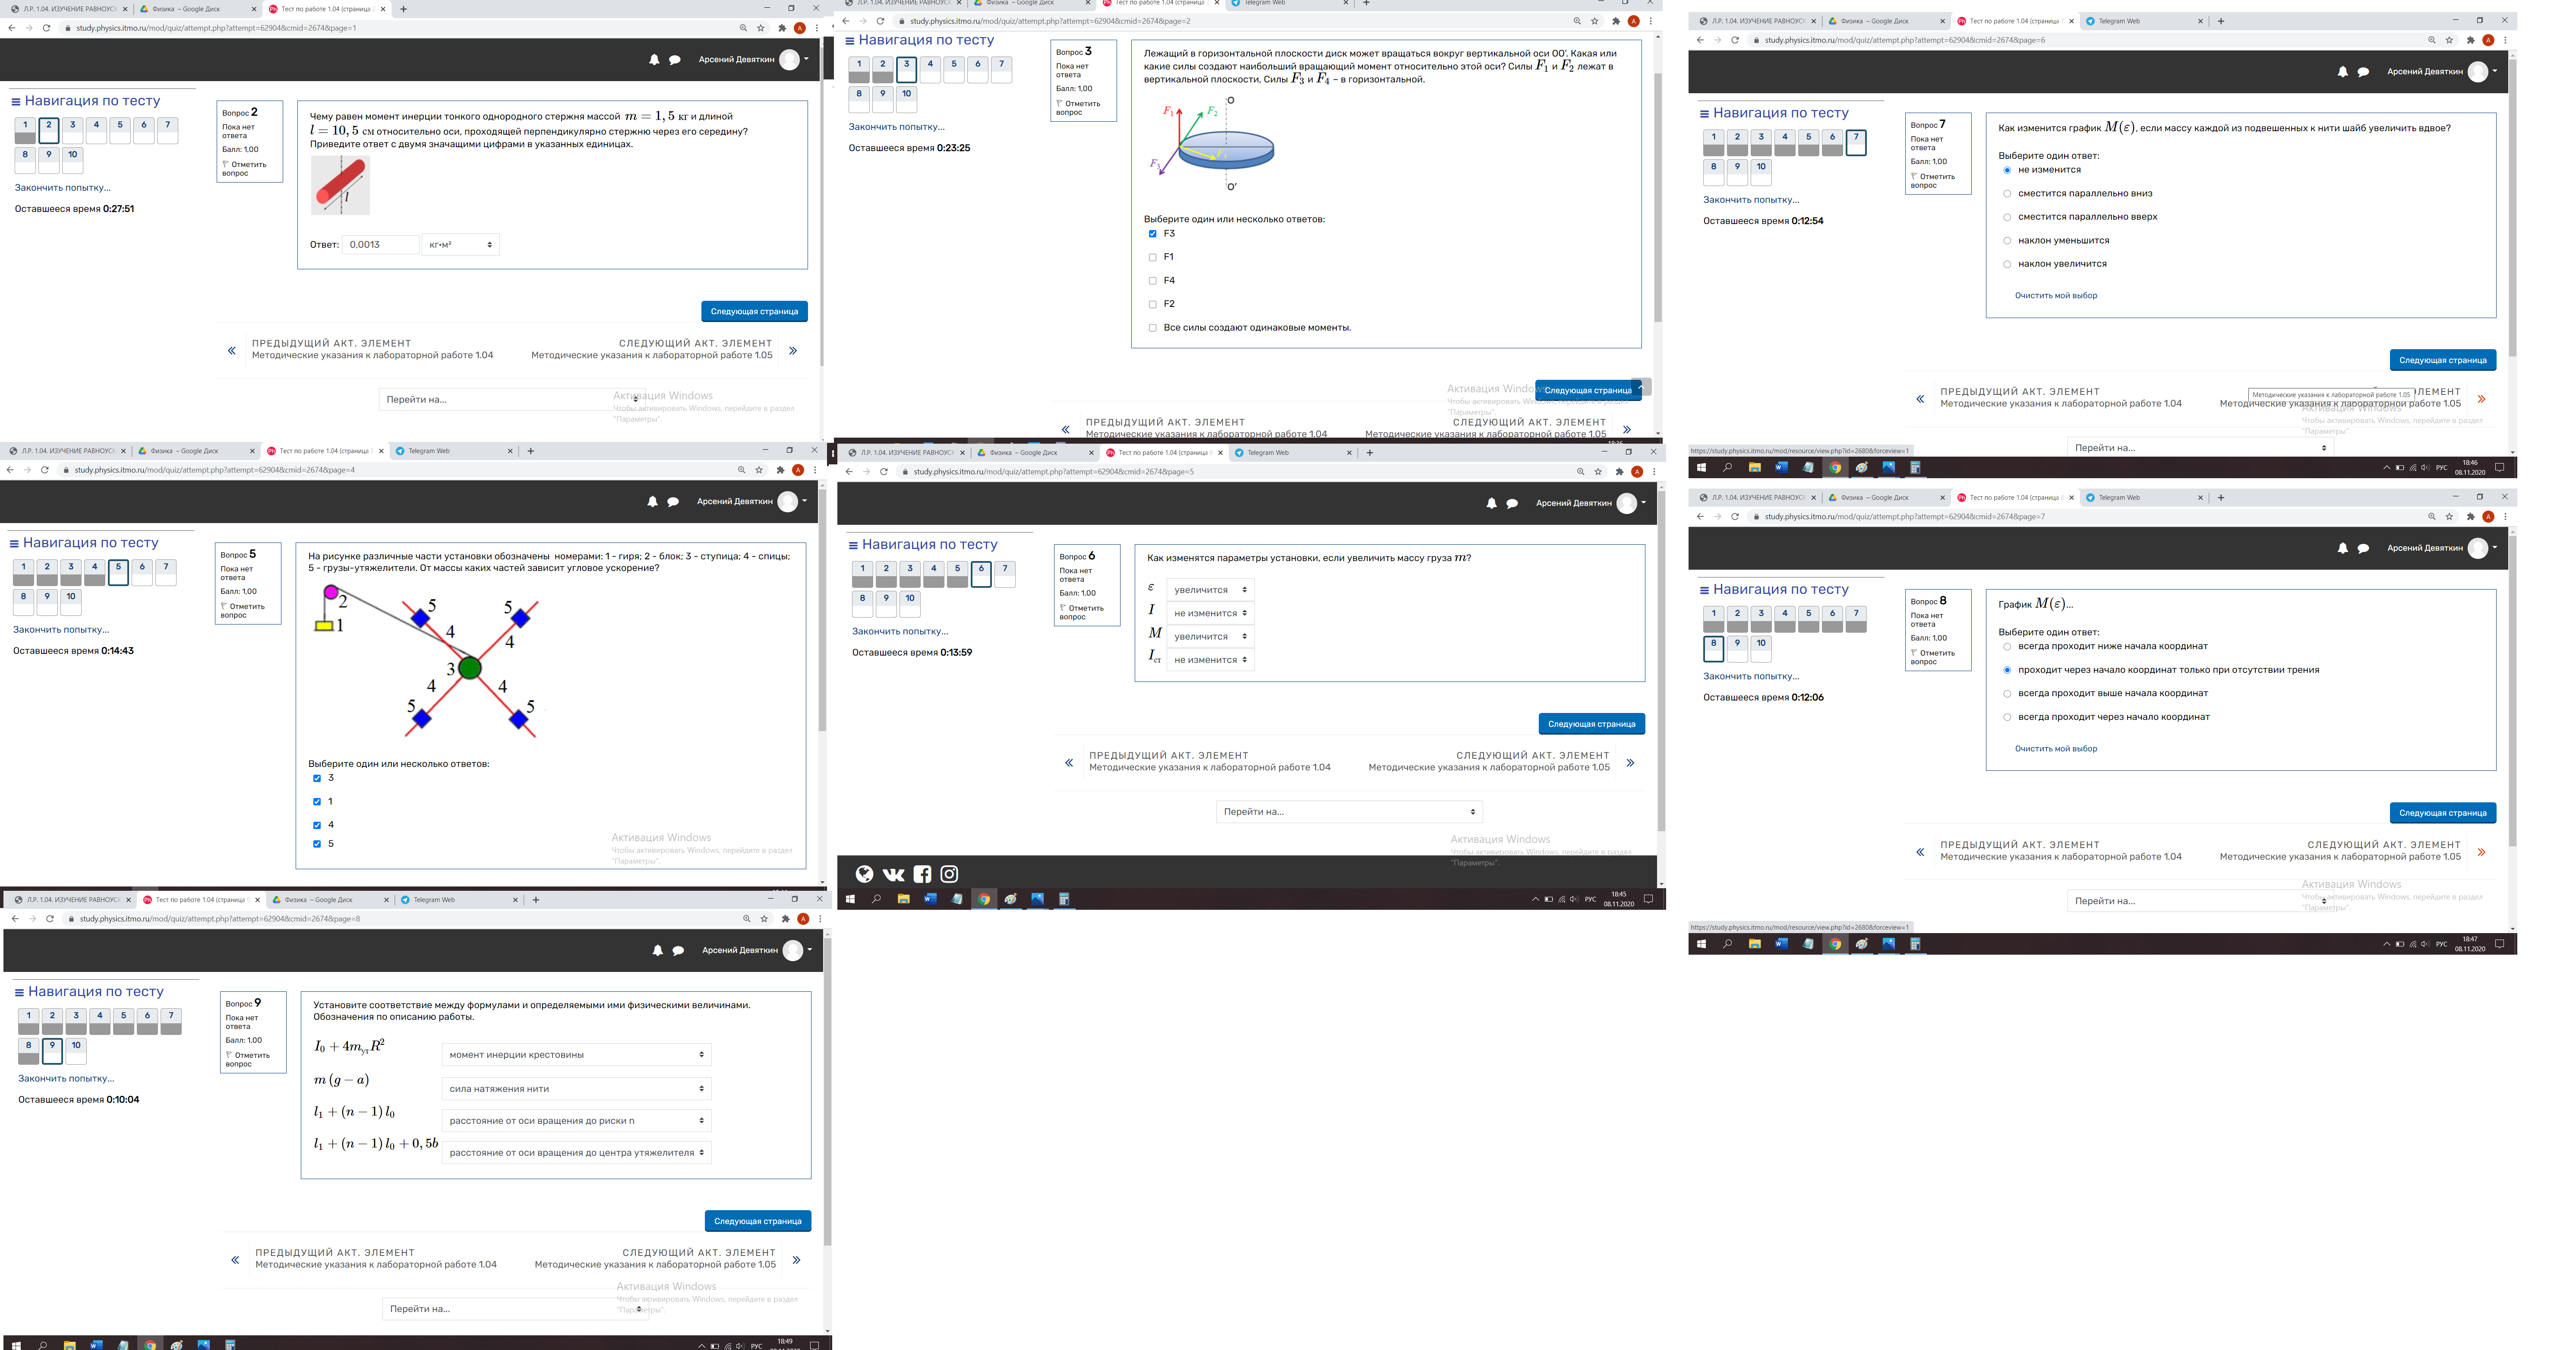 Л.Р. 1.04. ИЗУЧЕНИЕ РАВНОУС
Физика – Google Диск
Тест по работе 1.04 (страница
study.physics.itmo.ru/mod/quiz/attempt.php?attempt=62904&cmid=2674&page=1
Арсений Девяткин
Навигация по тесту
1 2 3 4 5 6 7
8 9 10
Закончить попытку...
Оставшееся время 0:27:51
Вопрос 2
Пока нет
ответа
Балл: 1,00
Отметить
вопрос
Чему равен момент инерции тонкого однородного стержня массой m = 1, 5 кг и длиной
l = 10, 5 см относительно оси, проходящей перпендикулярно стержню через его середину?
Приведите ответ с двумя значащими цифрами в указанных единицах.
l
Ответ: 0,0013 кг·м²
Следующая страница
ПРЕДЫДУЩИЙ АКТ. ЭЛЕМЕНТ
Методические указания к лабораторной работе 1.04
СЛЕДУЮЩИЙ АКТ. ЭЛЕМЕНТ
Методические указания к лабораторной работе 1.05
Перейти на...
Активация Windows
Чтобы активировать Windows, перейдите в раздел
"Параметры".
Л.Р. 1.04. ИЗУЧЕНИЕ РАВНОУС
Физика – Google Диск
Тест по работе 1.04 (страница
Telegram Web
study.physics.itmo.ru/mod/quiz/attempt.php?attempt=62904&cmid=2674&page=2
Навигация по тесту
1 2 3 4 5 6 7
8 9 10
Закончить попытку...
Оставшееся время 0:23:25
Вопрос 3
Пока нет
ответа
Балл: 1,00
Отметить
вопрос
Лежащий в горизонтальной плоскости диск может вращаться вокруг вертикальной оси ОО'. Какая или
какие силы создают наибольший вращающий момент относительно этой оси? Силы F1 и F2 лежат в
вертикальной плоскости, Силы F3 и F4 – в горизонтальной.
F1
F2
O
F3
O'
Выберите один или несколько ответов:
F3
F1
F4
F2
Все силы создают одинаковые моменты.
Следующая страница
Активация Windows
"Параметры".
ПРЕДЫДУЩИЙ АКТ. ЭЛЕМЕНТ
Методические указания к лабораторной работе 1.04
СЛЕДУЮЩИЙ АКТ. ЭЛЕМЕНТ
Методические указания к лабораторной работе 1.05
Л.Р. 1.04. ИЗУЧЕНИЕ РАВНОУС
Физика – Google Диск
Тест по работе 1.04 (страница
Telegram Web
study.physics.itmo.ru/mod/quiz/attempt.php?attempt=62904&cmid=2674&page=6
Арсений Девяткин
Навигация по тесту
1 2 3 4 5 6 7
8 9 10
Закончить попытку...
Оставшееся время 0:12:54
Вопрос 7
Пока нет
ответа
Балл: 1,00
Отметить
вопрос
Как изменится график M(ε), если массу каждой из подвешенных к нити шайб увеличить вдвое?
Выберите один ответ:
не изменится
сместится параллельно вниз
сместится параллельно вверх
наклон уменьшится
наклон увеличится
Очистить мой выбор
Следующая страница
ПРЕДЫДУЩИЙ АКТ. ЭЛЕМЕНТ
Методические указания к лабораторной работе 1.04
ЛЕМЕНТ
Методические указания к лабораторной работе 1.05
Методические указания к лабораторной работе 1.05
Активация Windows
"Параметры".
Перейти на...
https://study.physics.itmo.ru/mod/resource/view.php?id=2680&forceview=1
РУС
18:46
08.11.2020
Л.Р. 1.04. ИЗУЧЕНИЕ РАВНОУС
Физика – Google Диск
Тест по работе 1.04 (страница
Telegram Web
study.physics.itmo.ru/mod/quiz/attempt.php?attempt=62904&cmid=2674&page=4
Арсений Девяткин
Навигация по тесту
1 2 3 4 5 6 7
8 9 10
Закончить попытку...
Оставшееся время 0:14:43
Вопрос 5
Пока нет
ответа
Балл: 1,00
Отметить
вопрос
На рисунке различные части установки обозначены номерами: 1 - гиря; 2 - блок; 3 - ступица; 4 - спицы;
5 - грузы-утяжелители. От массы каких частей зависит угловое ускорение?
2
1
5
5
4
4
3
4
4
5
5
Выберите один или несколько ответов:
3
1
4
5
Активация Windows
Чтобы активировать Windows, перейдите в раздел
"Параметры".
Л.Р. 1.04. ИЗУЧЕНИЕ РАВНОУС
Физика – Google Диск
Тест по работе 1.04 (страница
Telegram Web
study.physics.itmo.ru/mod/quiz/attempt.php?attempt=62904&cmid=2674&page=5
Арсений Девяткин
Навигация по тесту
1 2 3 4 5 6 7
8 9 10
Закончить попытку...
Оставшееся время 0:13:59
Вопрос 6
Пока нет
ответа
Балл: 1,00
Отметить
вопрос
Как изменятся параметры установки, если увеличить массу груза m?
ε увеличится
I не изменится
M увеличится
Iст не изменится
Следующая страница
ПРЕДЫДУЩИЙ АКТ. ЭЛЕМЕНТ
Методические указания к лабораторной работе 1.04
СЛЕДУЮЩИЙ АКТ. ЭЛЕМЕНТ
Методические указания к лабораторной работе 1.05
Перейти на...
Активация Windows
Чтобы активировать Windows, перейдите в раздел
"Параметры".
РУС
18:45
08.11.2020
Л.Р. 1.04. ИЗУЧЕНИЕ РАВНОУС
Физика – Google Диск
Тест по работе 1.04 (страница
Telegram Web
study.physics.itmo.ru/mod/quiz/attempt.php?attempt=62904&cmid=2674&page=7
Арсений Девяткин
Навигация по тесту
1 2 3 4 5 6 7
8 9 10
Закончить попытку...
Оставшееся время 0:12:06
Вопрос 8
Пока нет
ответа
Балл: 1,00
Отметить
вопрос
График M(ε)...
Выберите один ответ:
всегда проходит ниже начала координат
проходит через начало координат только при отсутствии трения
всегда проходит выше начала координат
всегда проходит через начало координат
Очистить мой выбор
Следующая страница
ПРЕДЫДУЩИЙ АКТ. ЭЛЕМЕНТ
Методические указания к лабораторной работе 1.04
СЛЕДУЮЩИЙ АКТ. ЭЛЕМЕНТ
Методические указания к лабораторной работе 1.05
Перейти на...
Активация Windows
Чтобы активировать Windows, перейдите в раздел
"Параметры".
https://study.physics.itmo.ru/mod/resource/view.php?id=2680&forceview=1
РУС
18:47
08.11.2020
Л.Р. 1.04. ИЗУЧЕНИЕ РАВНОУС
Тест по работе 1.04 (страница
Физика – Google Диск
Telegram Web
study.physics.itmo.ru/mod/quiz/attempt.php?attempt=62904&cmid=2674&page=8
Арсений Девяткин
Навигация по тесту
1 2 3 4 5 6 7
8 9 10
Закончить попытку...
Оставшееся время 0:10:04
Вопрос 9
Пока нет
ответа
Балл: 1,00
Отметить
вопрос
Установите соответствие между формулами и определяемыми ими физическими величинами.
Обозначения по описанию работы.
I₀ + 4mутR² момент инерции крестовины
m (g − a) сила натяжения нити
l₁ + (n − 1) l₀ расстояние от оси вращения до риски n
l₁ + (n − 1) l₀ + 0, 5b расстояние от оси вращения до центра утяжелителя
Следующая страница
ПРЕДЫДУЩИЙ АКТ. ЭЛЕМЕНТ
Методические указания к лабораторной работе 1.04
СЛЕДУЮЩИЙ АКТ. ЭЛЕМЕНТ
Методические указания к лабораторной работе 1.05
Активация Windows
Чтобы активировать Windows, перейдите в раздел
"Параметры".
Перейти на...
РУС
18:49